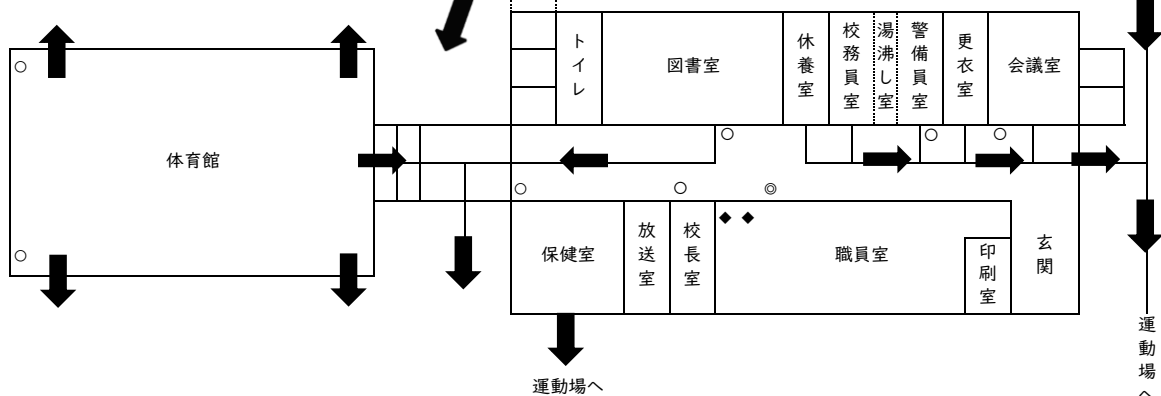 トイレ
図書室
休養室
校務員室
湯沸し室
警備員室
更衣室
会議室
体育館
保健室
放送室
校長室
職員室
印刷室
玄関
運動場へ
運動場へ